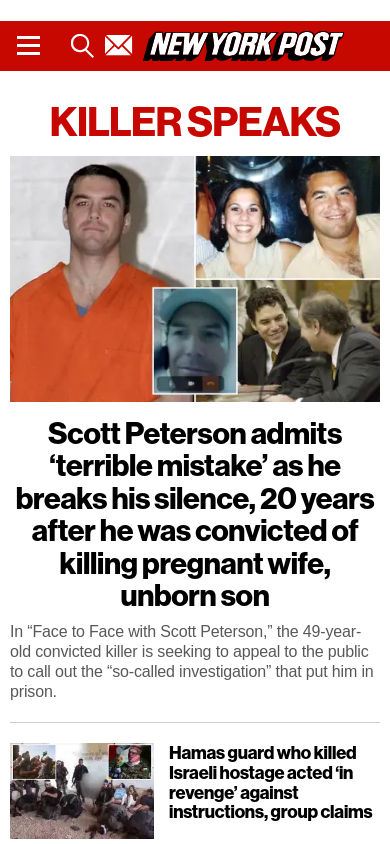 NEW YORK POST
KILLER SPEAKS
Scott Peterson admits
‘terrible mistake’ as he
breaks his silence, 20 years
after he was convicted of
killing pregnant wife,
unborn son
In “Face to Face with Scott Peterson,” the 49-year-
old convicted killer is seeking to appeal to the public
to call out the “so-called investigation” that put him in
prison.
Hamas guard who killed
Israeli hostage acted ‘in
revenge’ against
instructions, group claims